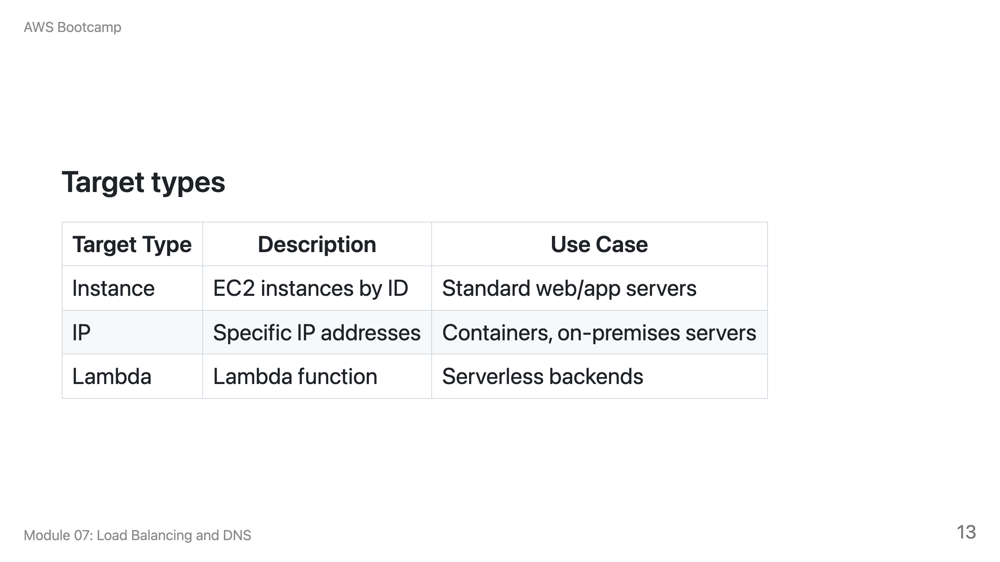 AWS Bootcamp
Target types
Target Type Description Use Case
Instance EC2 instances by ID Standard web/app servers
IP Specific IP addresses Containers, on-premises servers
Lambda Lambda function Serverless backends
Module 07: Load Balancing and DNS
13